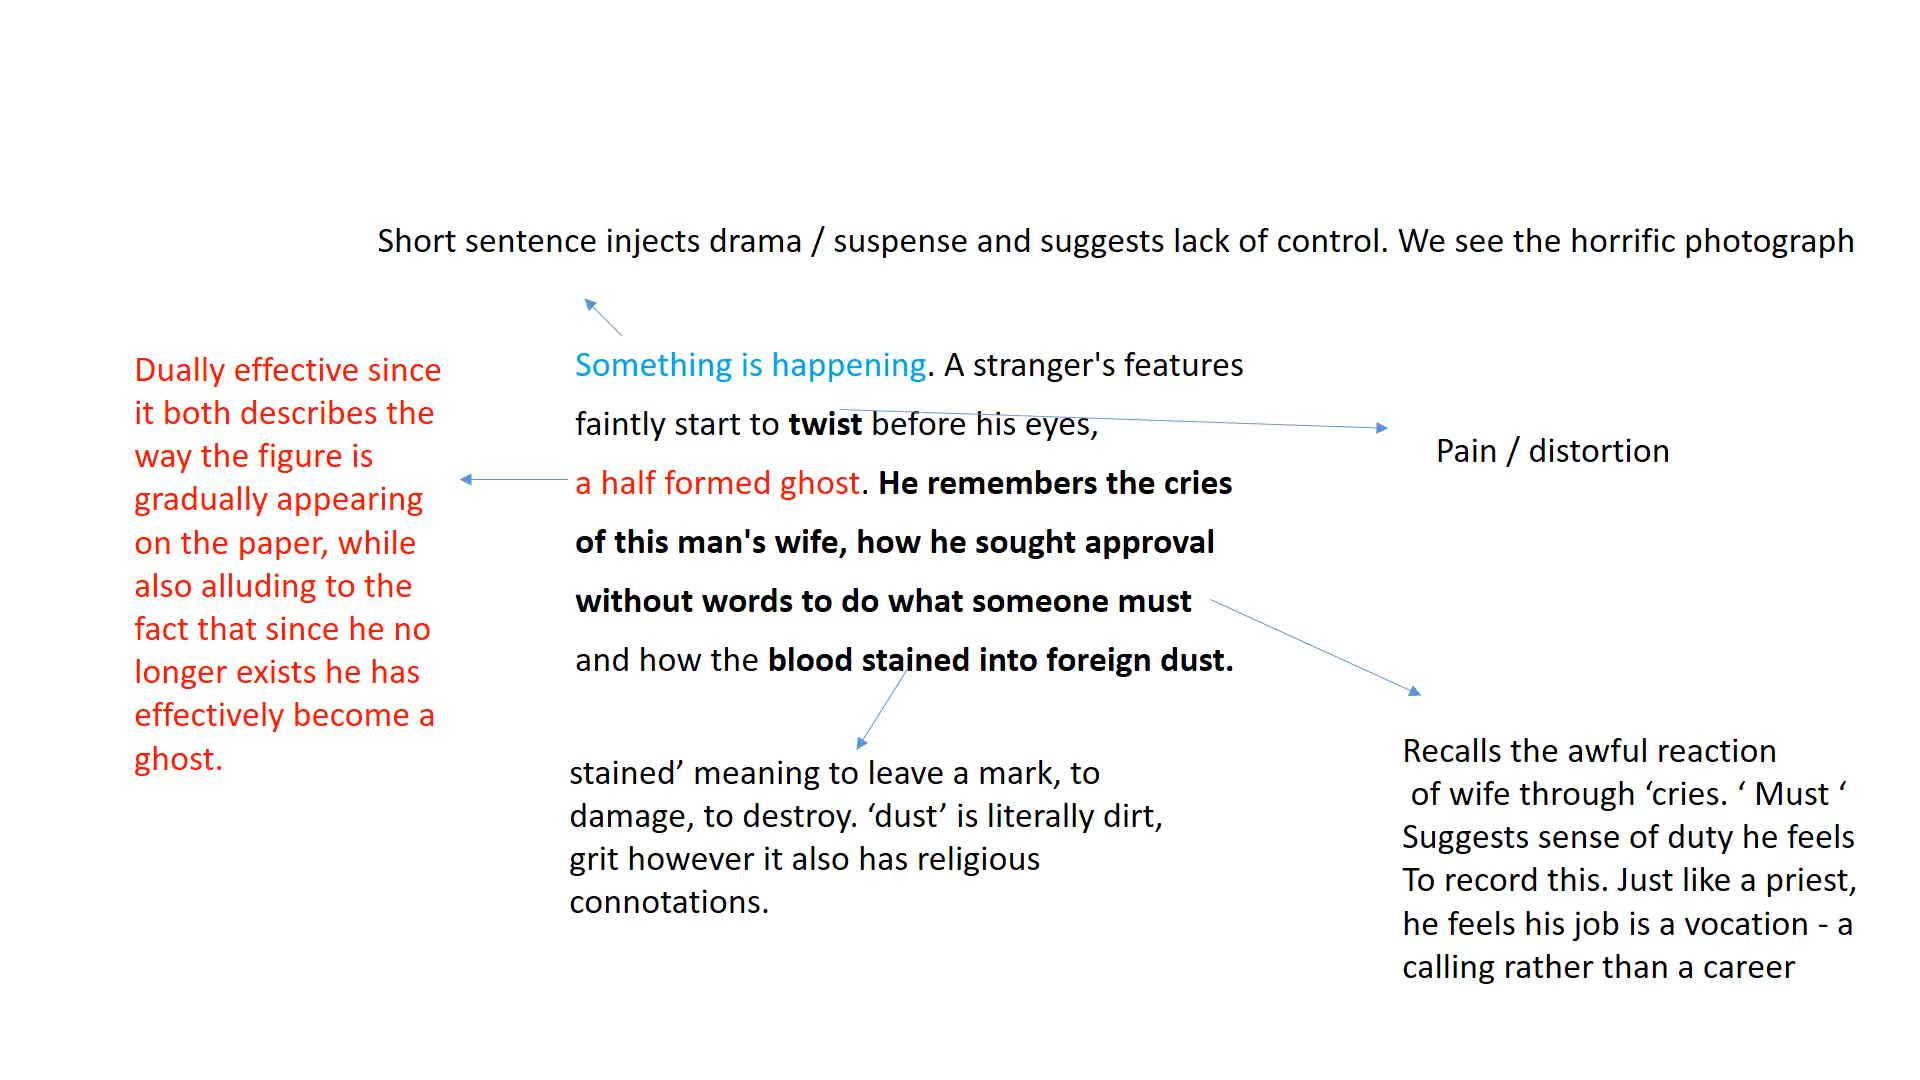 Short sentence injects drama / suspense and suggests lack of control. We see the horrific photograph
Dually effective since
it both describes the
way the figure is
gradually appearing
on the paper, while
also alluding to the
fact that since he no
longer exists he has
effectively become a
ghost.
Something is happening. A stranger's features
faintly start to twist before his eyes,
a half formed ghost. He remembers the cries
of this man's wife, how he sought approval
without words to do what someone must
and how the blood stained into foreign dust.
Pain / distortion
stained’ meaning to leave a mark, to
damage, to destroy. ‘dust’ is literally dirt,
grit however it also has religious
connotations.
Recalls the awful reaction
of wife through ‘cries. ‘ Must ‘
Suggests sense of duty he feels
To record this. Just like a priest,
he feels his job is a vocation - a
calling rather than a career